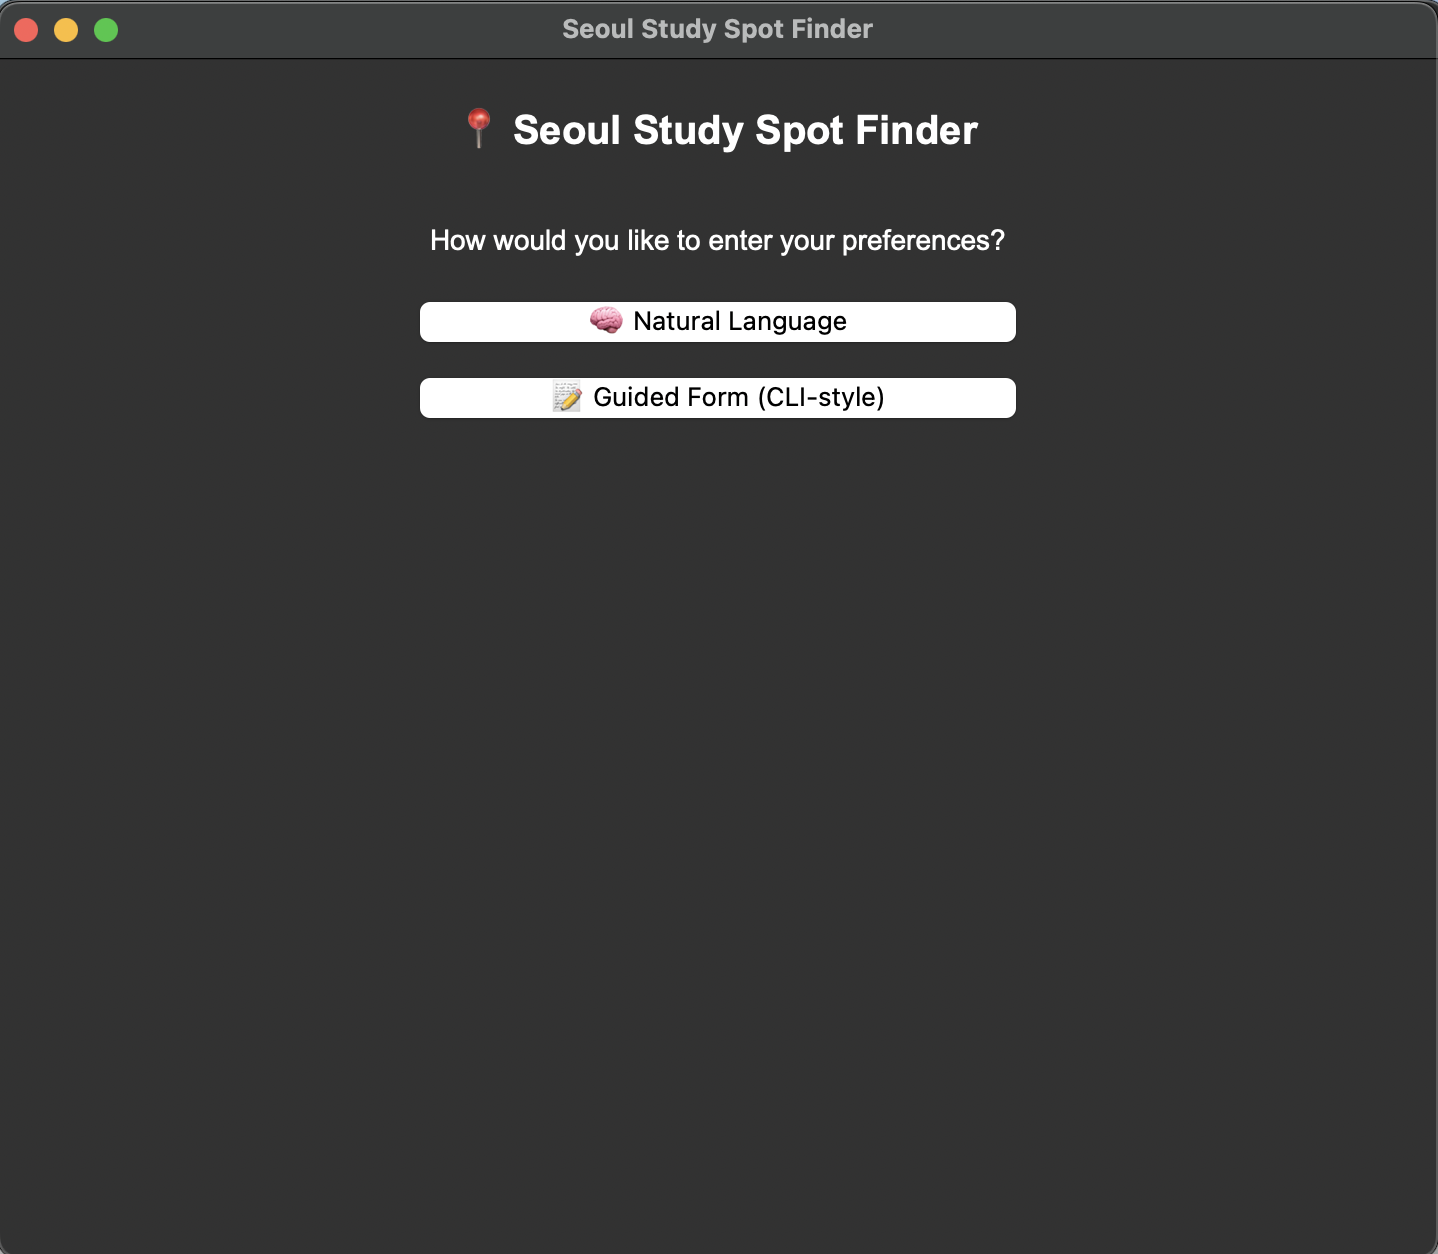 Seoul Study Spot Finder
📍 Seoul Study Spot Finder
How would you like to enter your preferences?
🧠 Natural Language
📝 Guided Form (CLI-style)